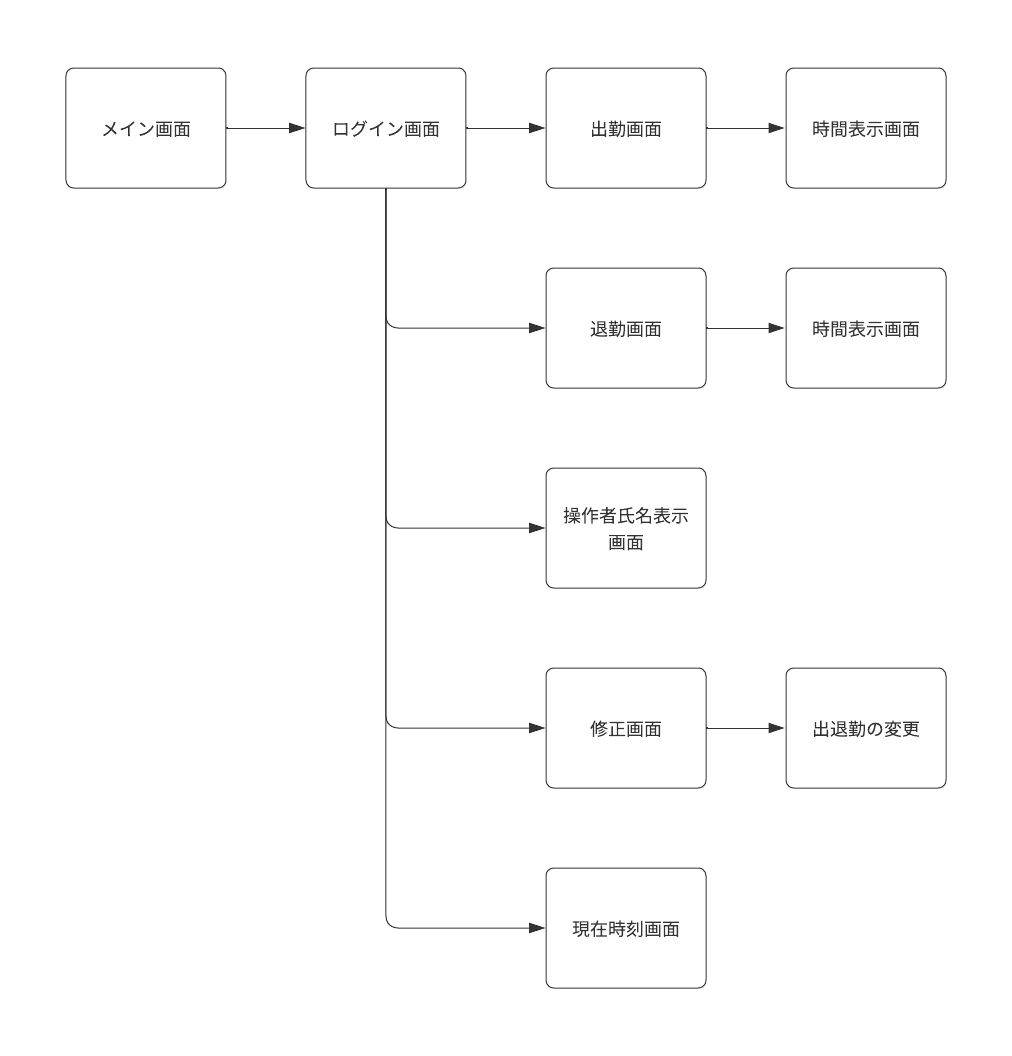 メイン画面
ログイン画面
出勤画面
時間表示画面
退勤画面
時間表示画面
操作者氏名表示
画面
修正画面
出退勤の変更
現在時刻画面